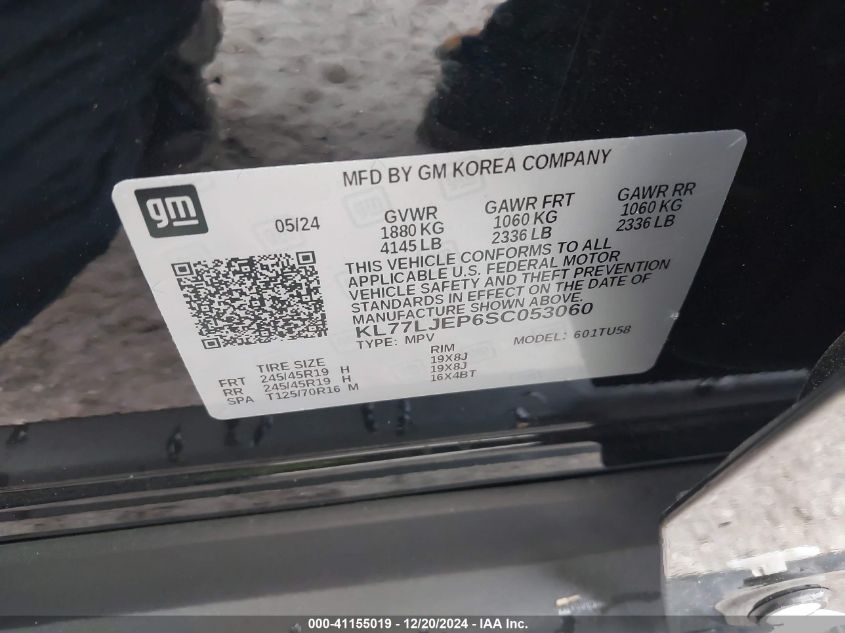 MFD BY GM KOREA COMPANY
gm
05/24
GVWR
1880 KG
4145 LB
GAWR FRT
1060 KG
2336 LB
GAWR RR
1060 KG
2336 LB
THIS VEHICLE CONFORMS TO ALL
APPLICABLE U.S. FEDERAL MOTOR
VEHICLE SAFETY AND THEFT PREVENTION
STANDARDS IN EFFECT ON THE DATE OF
MANUFACTURE SHOWN ABOVE.
KL77LJEP6SC053060
TYPE: MPV
MODEL: 601TU58
TIRE SIZE
RIM
FRT 245/45R19 H 19X8J
RR 245/45R19 H 19X8J
SPA T125/70R16 M 16X4BT
000-41155019 - 12/20/2024 - IAA Inc.